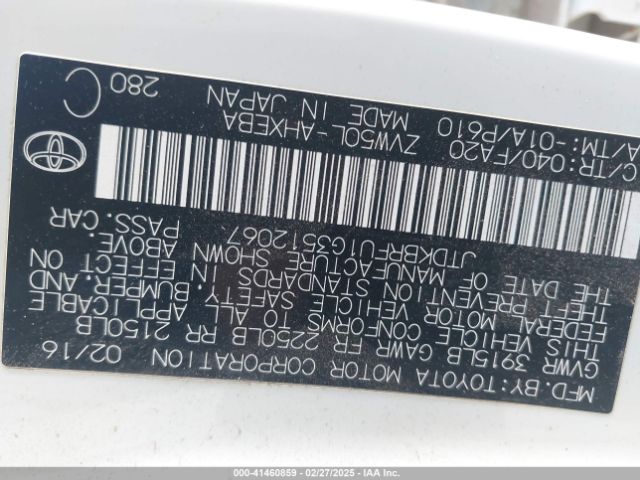 MFD. BY: TOYOTA MOTOR CORPORATION 02/16
GVWR 3915LB GAWR FR 2250LB RR 2150LB
THIS VEHICLE CONFORMS TO ALL APPLICABLE
FEDERAL MOTOR VEHICLE SAFETY, BUMPER, AND
THEFT PREVENTION STANDARDS IN EFFECT ON
THE DATE OF MANUFACTURE SHOWN ABOVE.
JTDKBRFU1G3512067 PASS. CAR
C/TR: 040/FA20 ZVW50L-AHXEBA
A/TM: -01A/P610 MADE IN JAPAN 280 C
000-41460859 - 02/27/2025 - IAA Inc.